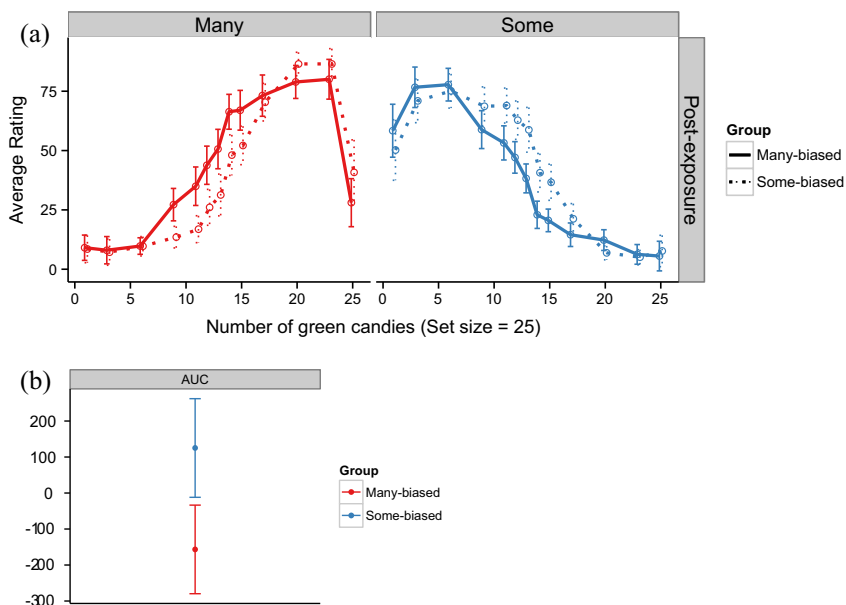 (a)
Many
Some
75
50
25
0
Average Rating
0 5 10 15 20 25
0 5 10 15 20 25
Number of green candies (Set size = 25)
Post-exposure
Group
Many-biased
Some-biased
(b)
AUC
200
100
0
-100
-200
-300
Group
Many-biased
Some-biased